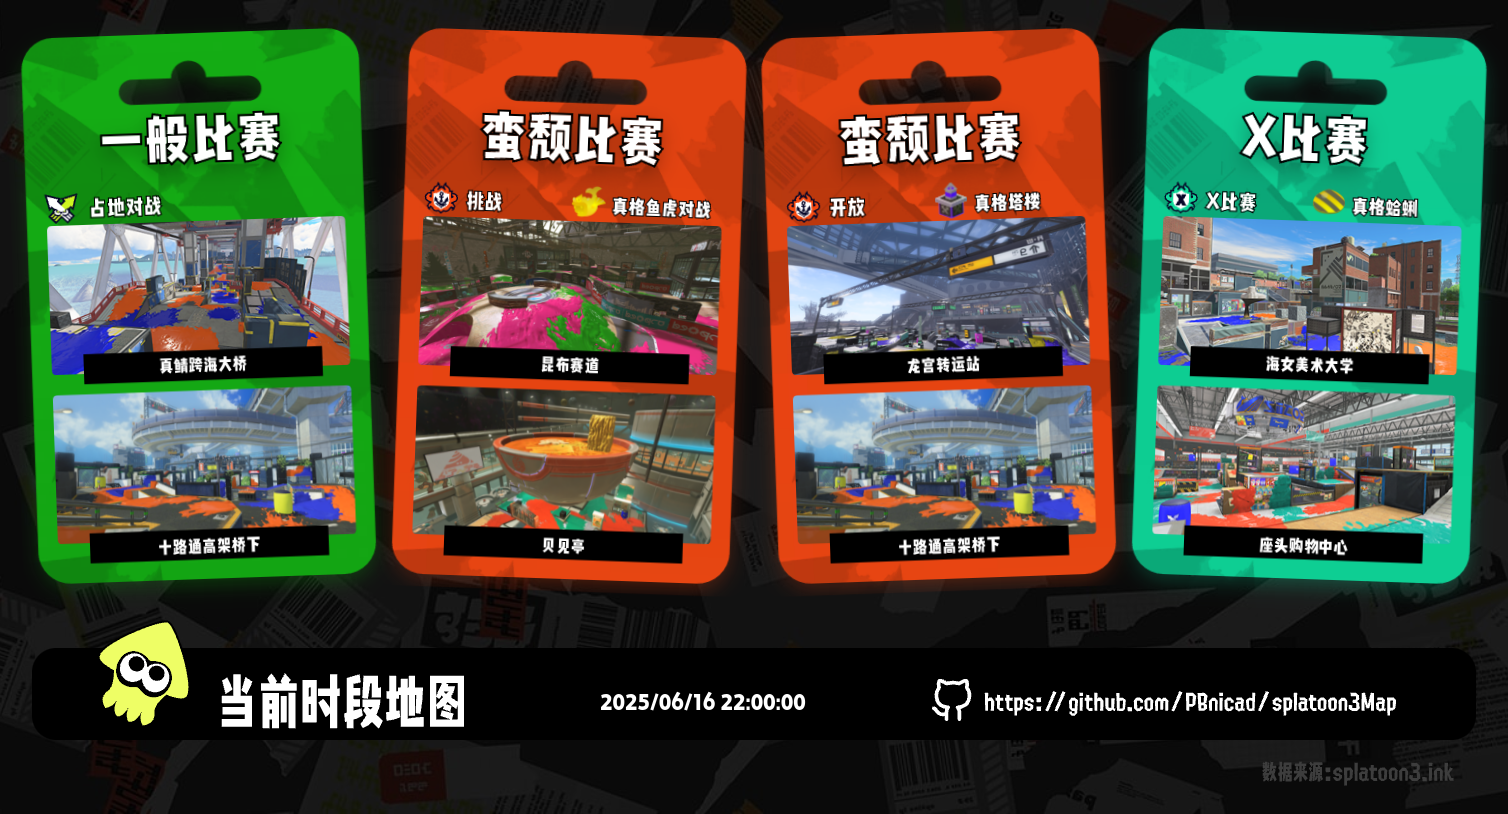 一般比赛
占地对战
真鲭跨海大桥
十路通高架桥下
蛮颓比赛
挑战
真格鱼虎对战
昆布赛道
贝见亭
蛮颓比赛
开放
真格塔楼
龙宫转运站
十路通高架桥下
X比赛
X比赛
真格蛤蜊
海女美术大学
座头购物中心
当前时段地图
2025/06/16 22:00:00
https://github.com/PBnicad/splatoon3Map
数据来源:splatoon3.ink